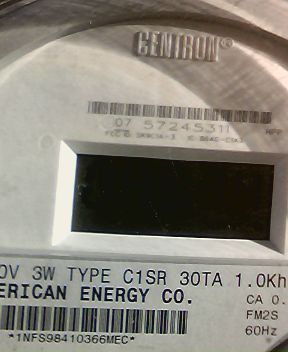 CENTRON®
07 57245311
0V 3W TYPE C1SR 30TA 1.0Kh
ERICAN ENERGY CO.
CA 0.
FM2S
60Hz
*1NFS98410366MEC*